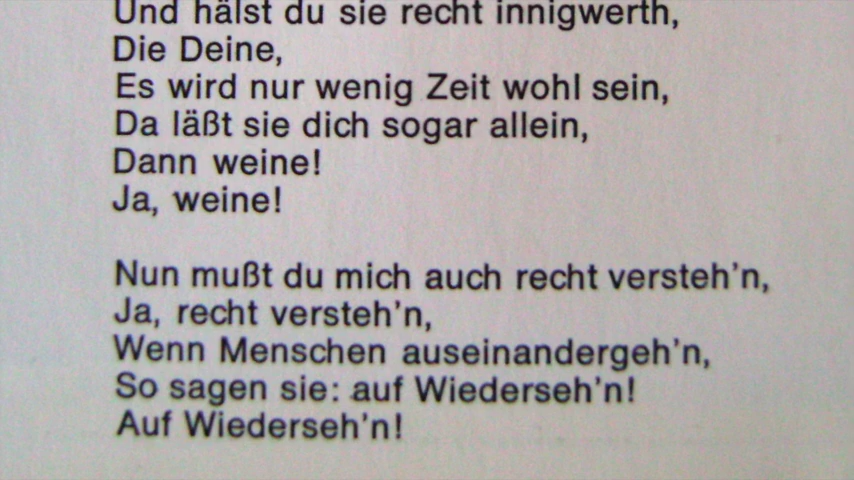 Und hälst du sie recht innigwerth,
Die Deine,
Es wird nur wenig Zeit wohl sein,
Da läßt sie dich sogar allein,
Dann weine!
Ja, weine!
Nun mußt du mich auch recht versteh'n,
Ja, recht versteh'n,
Wenn Menschen auseinandergeh'n,
So sagen sie: auf Wiederseh'n!
Auf Wiederseh'n!